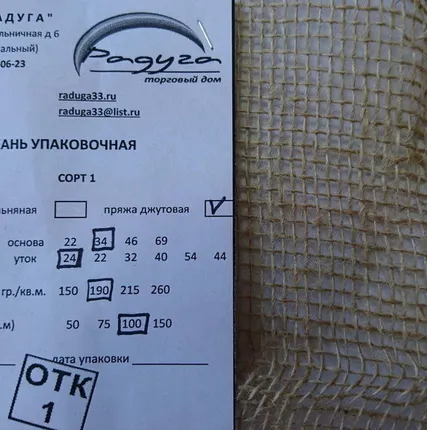 АДУГА"
льничная д 6
альный)
06-23
Радуга
торговый дом
raduga33.ru
raduga33@list.ru
АНЬ УПАКОВОЧНАЯ
СОРТ 1
ьняная пряжа джутовая
основа 22 34 46 69
уток 24 22 32 40 54 44
гр./кв.м. 150 190 215 260
.м) 50 75 100 150
дата упаковки
ОТК
1